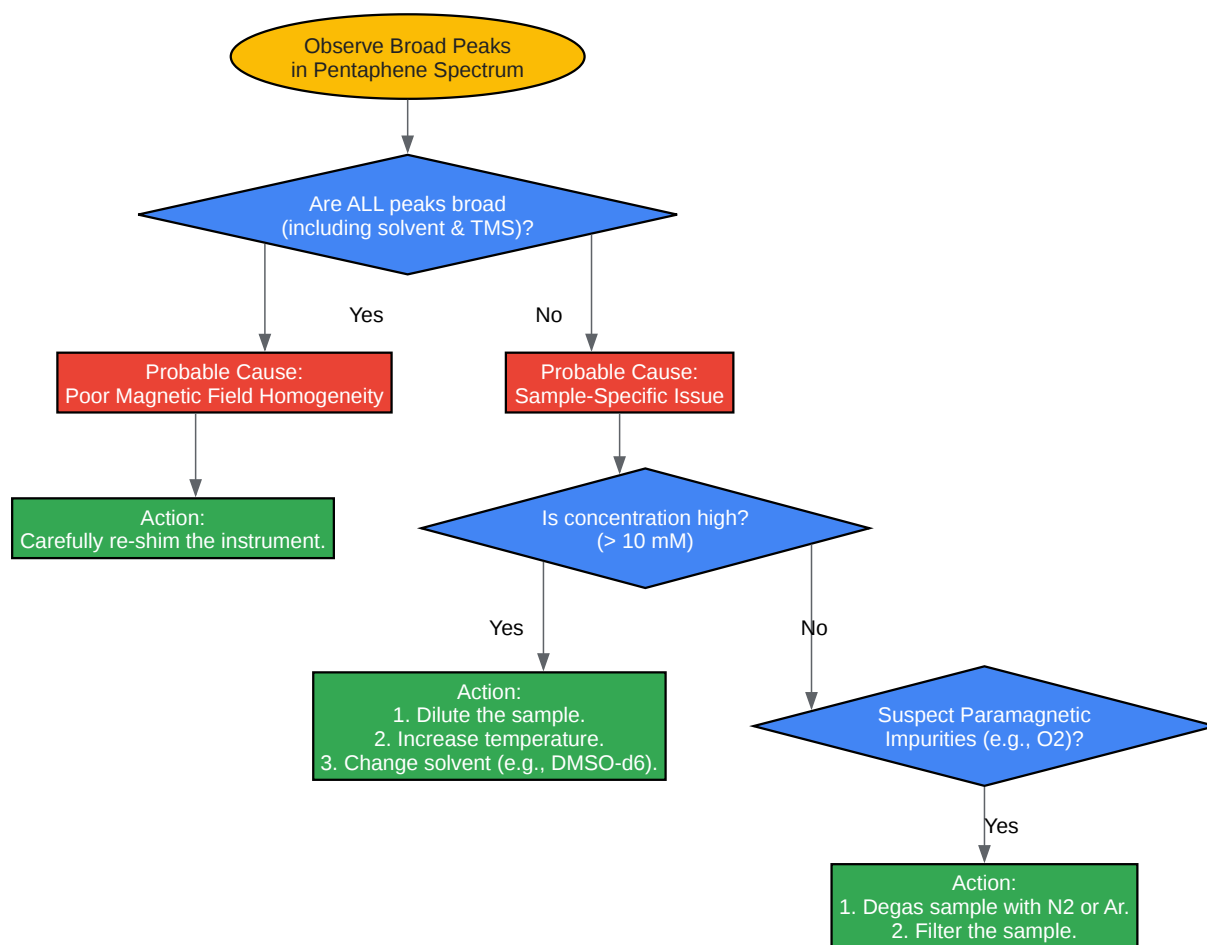 Observe Broad Peaks
in Pentaphene Spectrum
Are ALL peaks broad
(including solvent & TMS)?
Yes
No
Probable Cause:
Poor Magnetic Field Homogeneity
Probable Cause:
Sample-Specific Issue
Action:
Carefully re-shim the instrument.
Is concentration high?
(> 10 mM)
Yes
No
Action:
1. Dilute the sample.
2. Increase temperature.
3. Change solvent (e.g., DMSO-d6).
Suspect Paramagnetic
Impurities (e.g., O2)?
Yes
Action:
1. Degas sample with N2 or Ar.
2. Filter the sample.